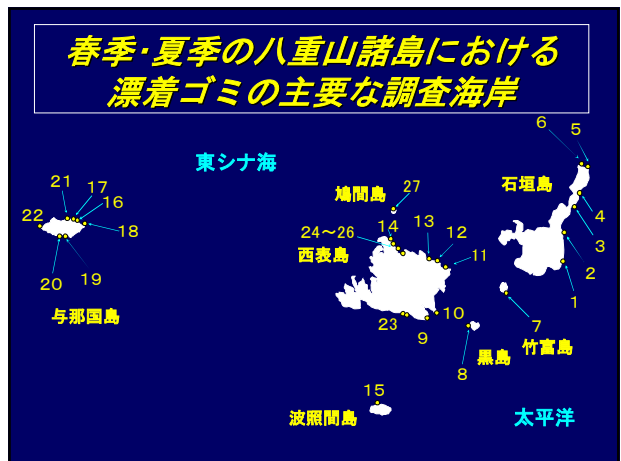 春季・夏季の八重山諸島における
漂着ゴミの主要な調査海岸
6
5
東シナ海
21
17
16
22
18
20
19
与那国島
鳩間島
27
石垣島
24～26
14
13
12
11
西表島
4
3
2
1
23
9
10
7
竹富島
黒島
8
15
波照間島
太平洋